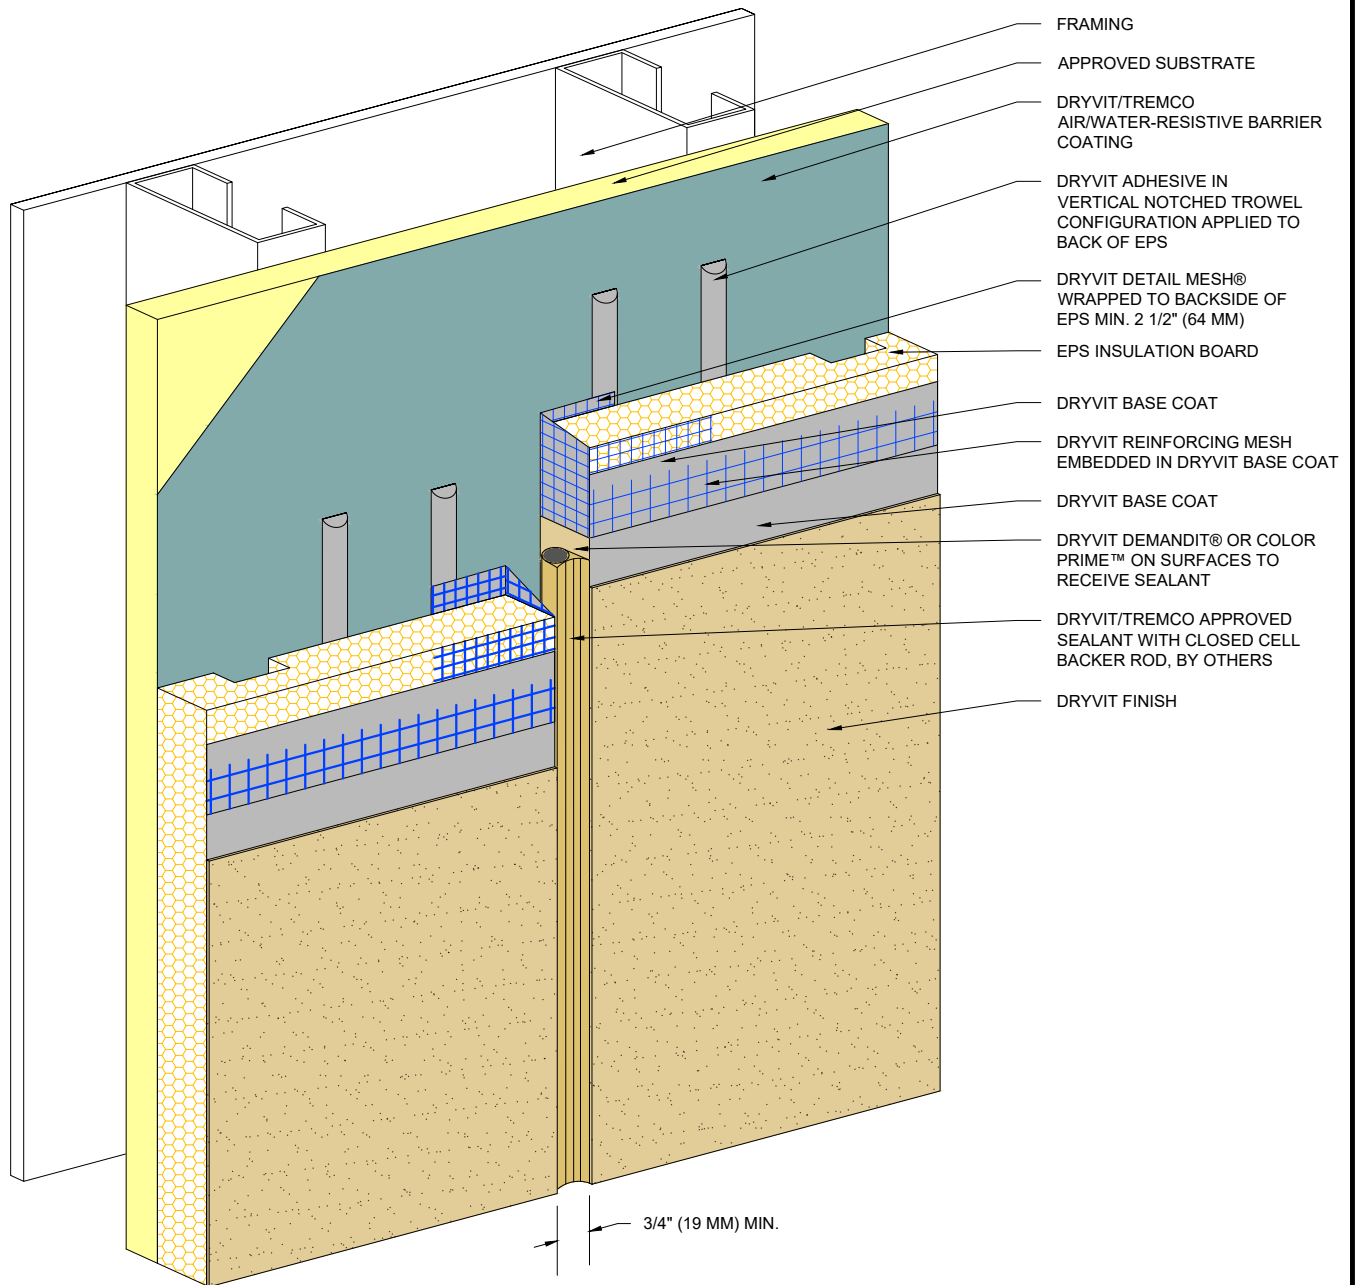 FRAMING
APPROVED SUBSTRATE
DRYVIT/TREMCO
AIR/WATER-RESISTIVE BARRIER
COATING
DRYVIT ADHESIVE IN
VERTICAL NOTCHED TROWEL
CONFIGURATION APPLIED TO
BACK OF EPS
DRYVIT DETAIL MESH®
WRAPPED TO BACKSIDE OF
EPS MIN. 2 1/2" (64 MM)
EPS INSULATION BOARD
DRYVIT BASE COAT
DRYVIT REINFORCING MESH
EMBEDDED IN DRYVIT BASE COAT
DRYVIT BASE COAT
DRYVIT DEMANDIT® OR COLOR
PRIME™ ON SURFACES TO
RECEIVE SEALANT
DRYVIT/TREMCO APPROVED
SEALANT WITH CLOSED CELL
BACKER ROD, BY OTHERS
DRYVIT FINISH
3/4" (19 MM) MIN.